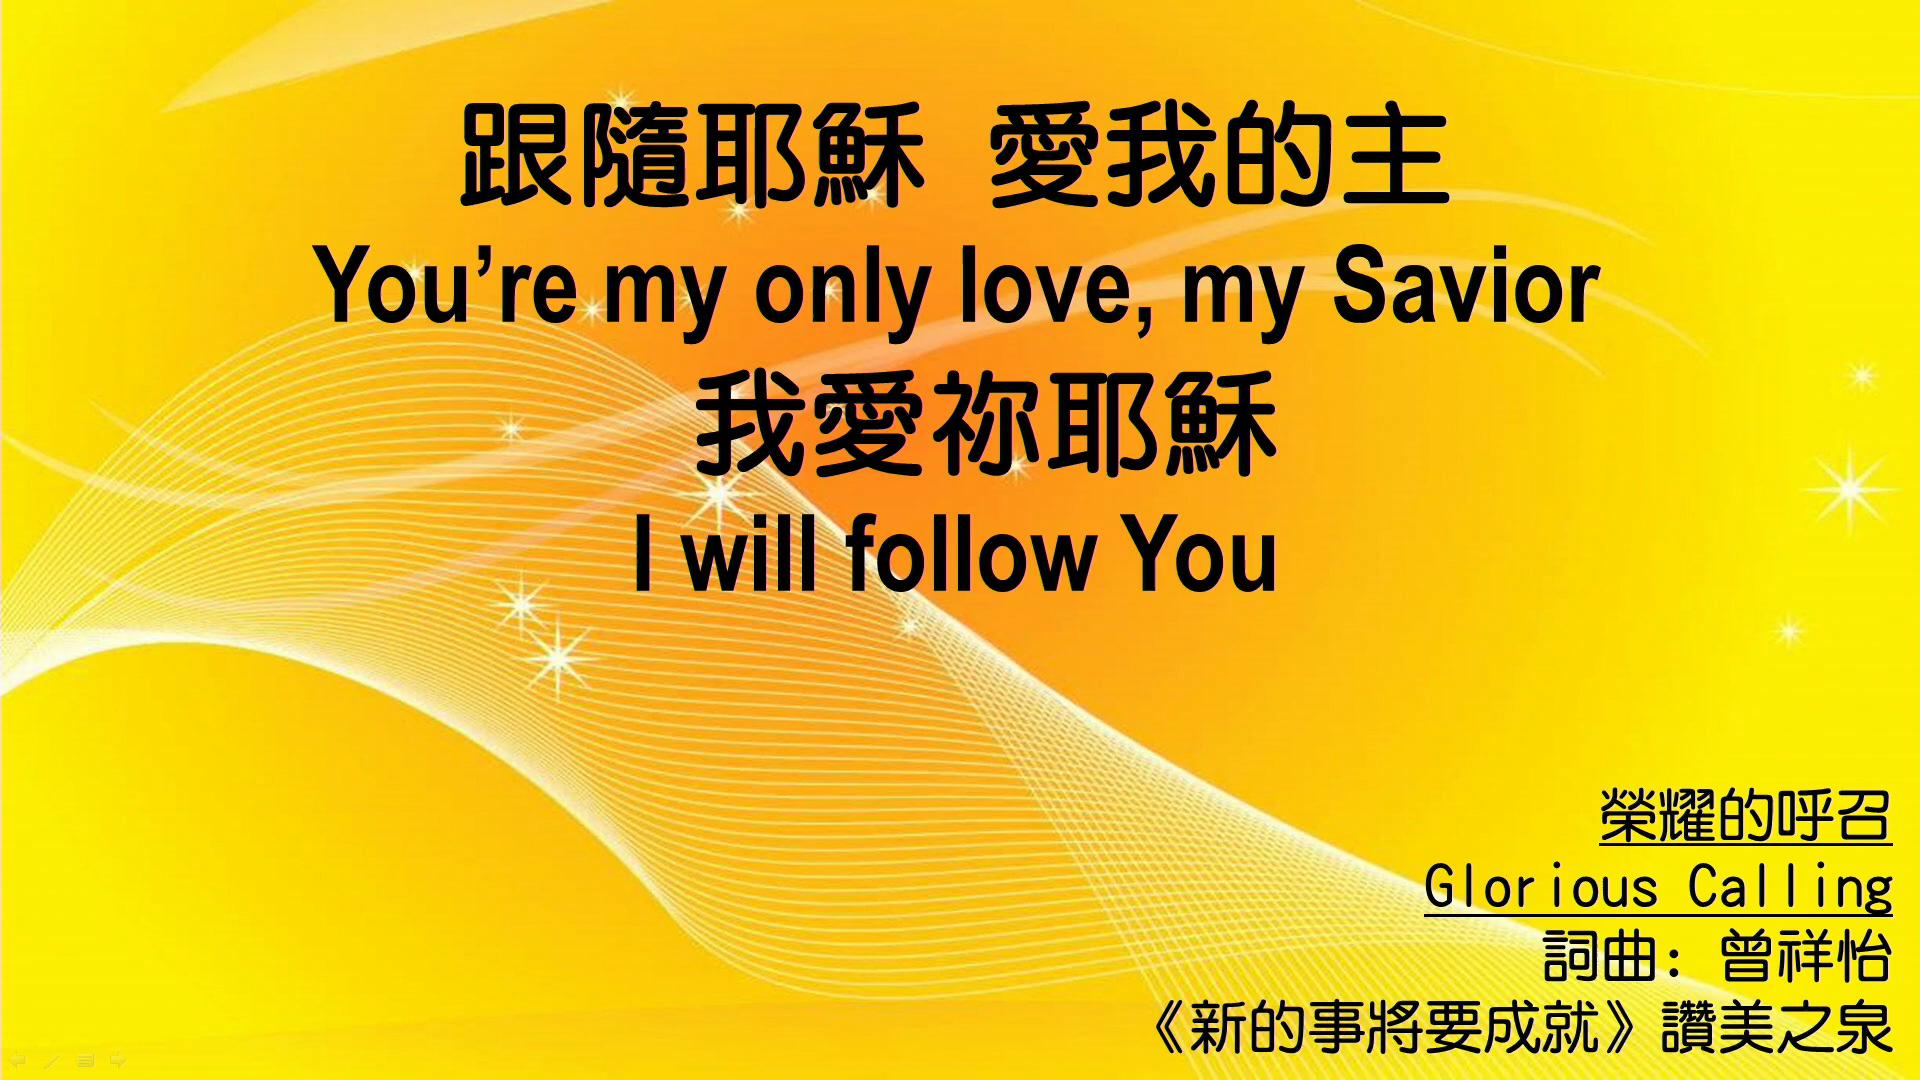 跟隨耶穌 愛我的主
You’re my only love, my Savior
我愛祢耶穌
I will follow You
榮耀的呼召
Glorious Calling
詞曲: 曾祥怡
《新的事將要成就》讚美之泉